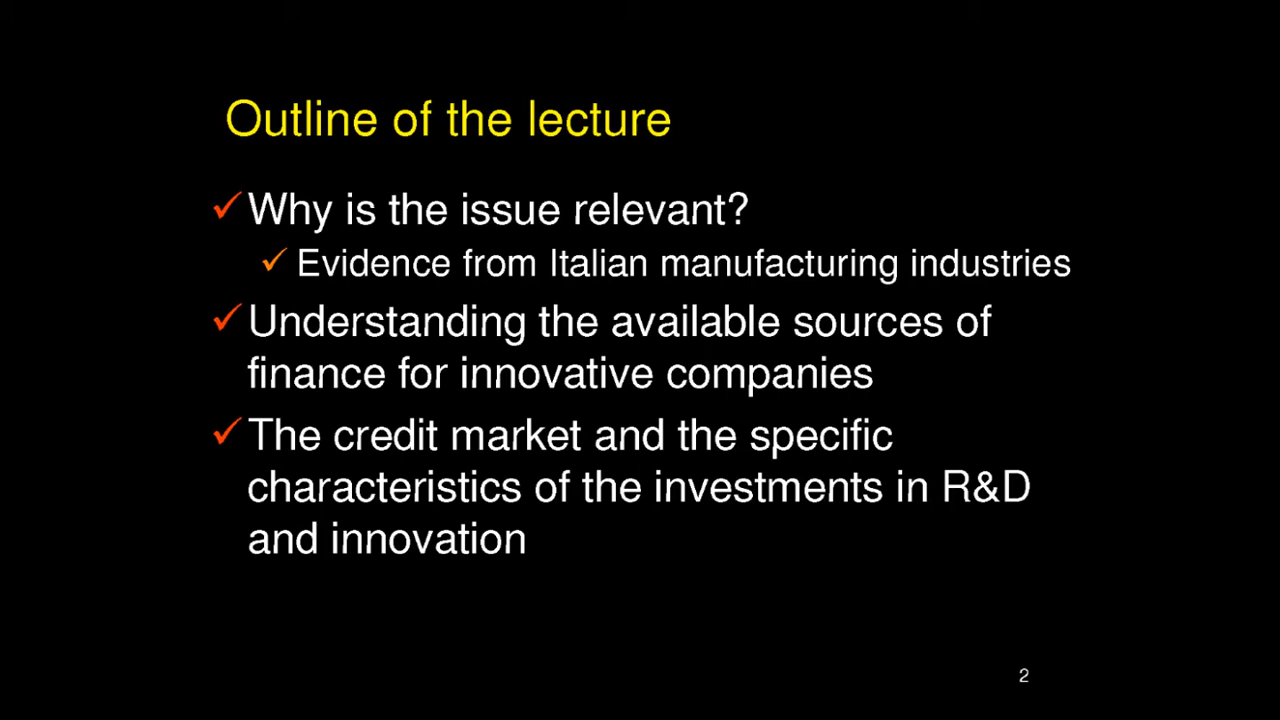 Outline of the lecture
Why is the issue relevant?
Evidence from Italian manufacturing industries
Understanding the available sources of
finance for innovative companies
The credit market and the specific
characteristics of the investments in R&D
and innovation
2